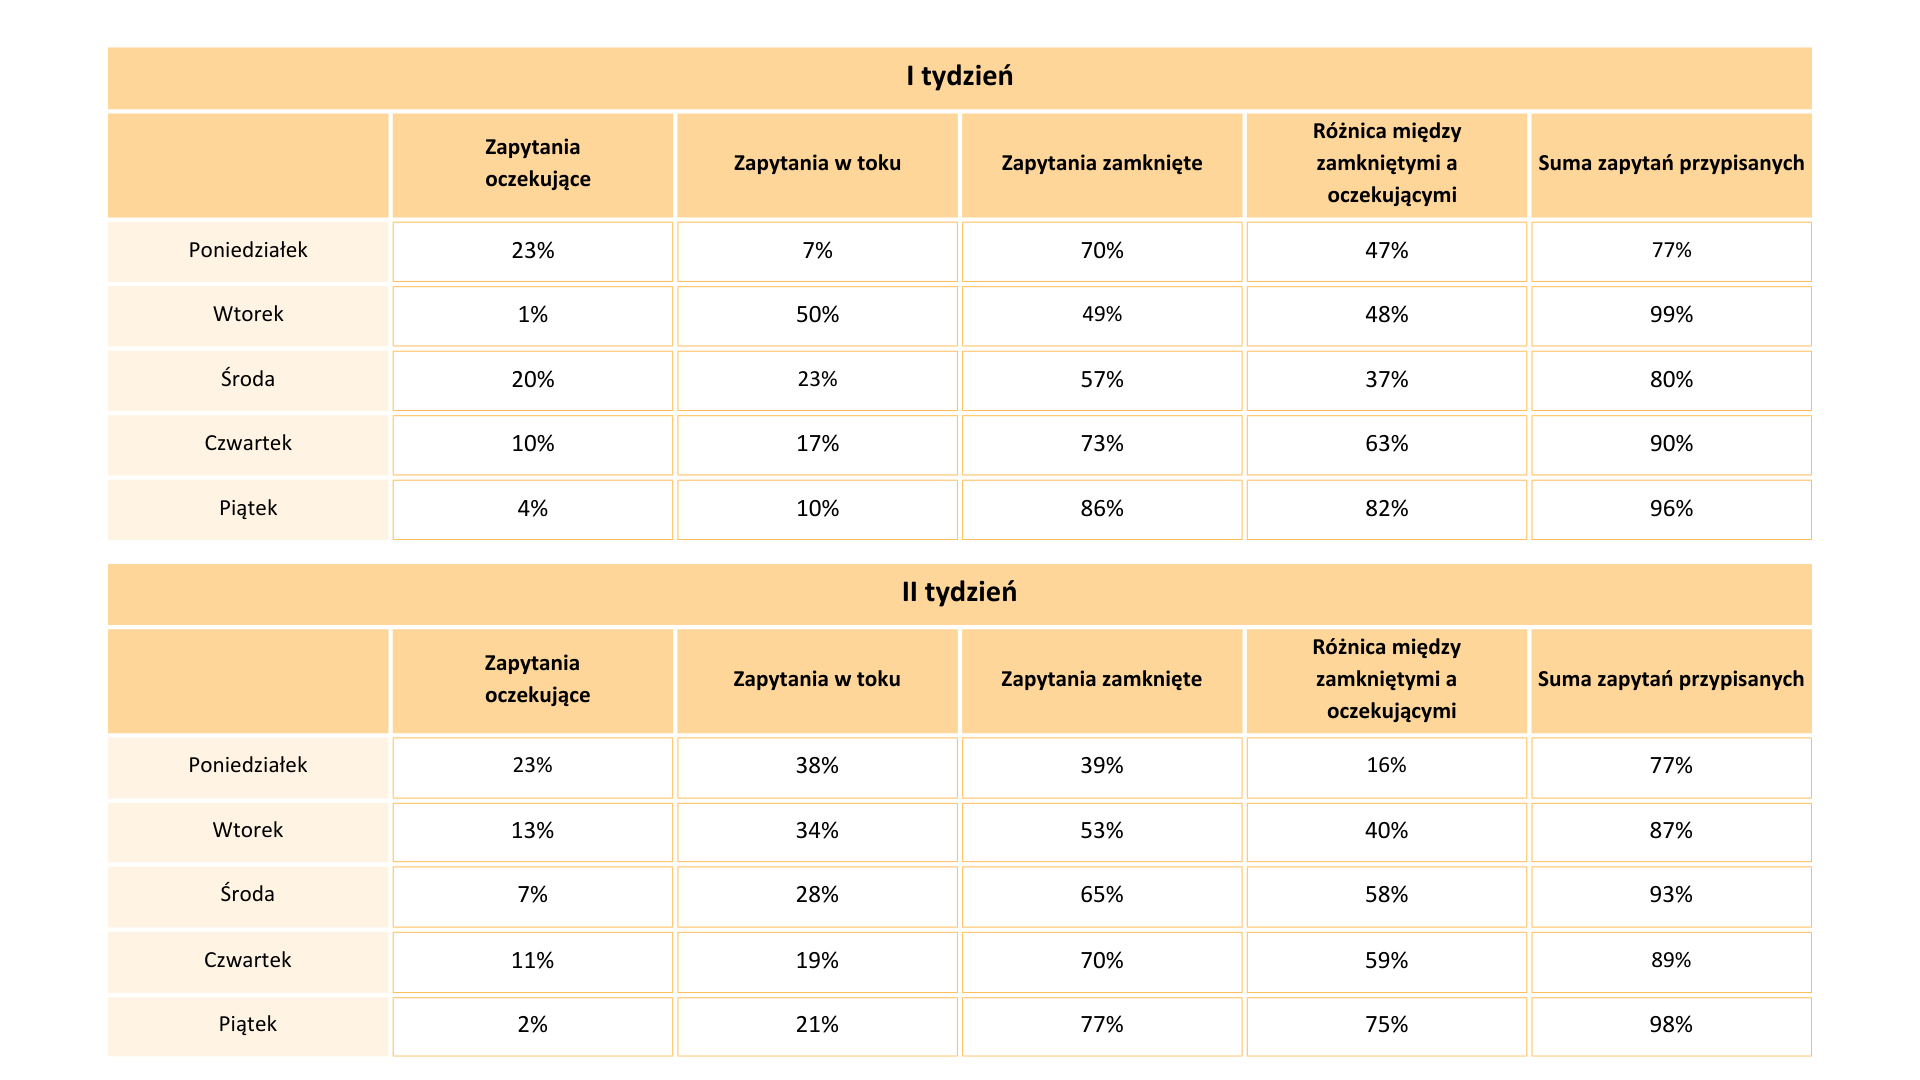 I tydzień
Zapytania
oczekujące
Zapytania w toku
Zapytania zamknięte
Różnica między
zamkniętymi a
oczekującymi
Suma zapytań przypisanych
Poniedziałek 23% 7% 70% 47% 77%
Wtorek 1% 50% 49% 48% 99%
Środa 20% 23% 57% 37% 80%
Czwartek 10% 17% 73% 63% 90%
Piątek 4% 10% 86% 82% 96%
II tydzień
Zapytania
oczekujące
Zapytania w toku
Zapytania zamknięte
Różnica między
zamkniętymi a
oczekującymi
Suma zapytań przypisanych
Poniedziałek 23% 38% 39% 16% 77%
Wtorek 13% 34% 53% 40% 87%
Środa 7% 28% 65% 58% 93%
Czwartek 11% 19% 70% 59% 89%
Piątek 2% 21% 77% 75% 98%